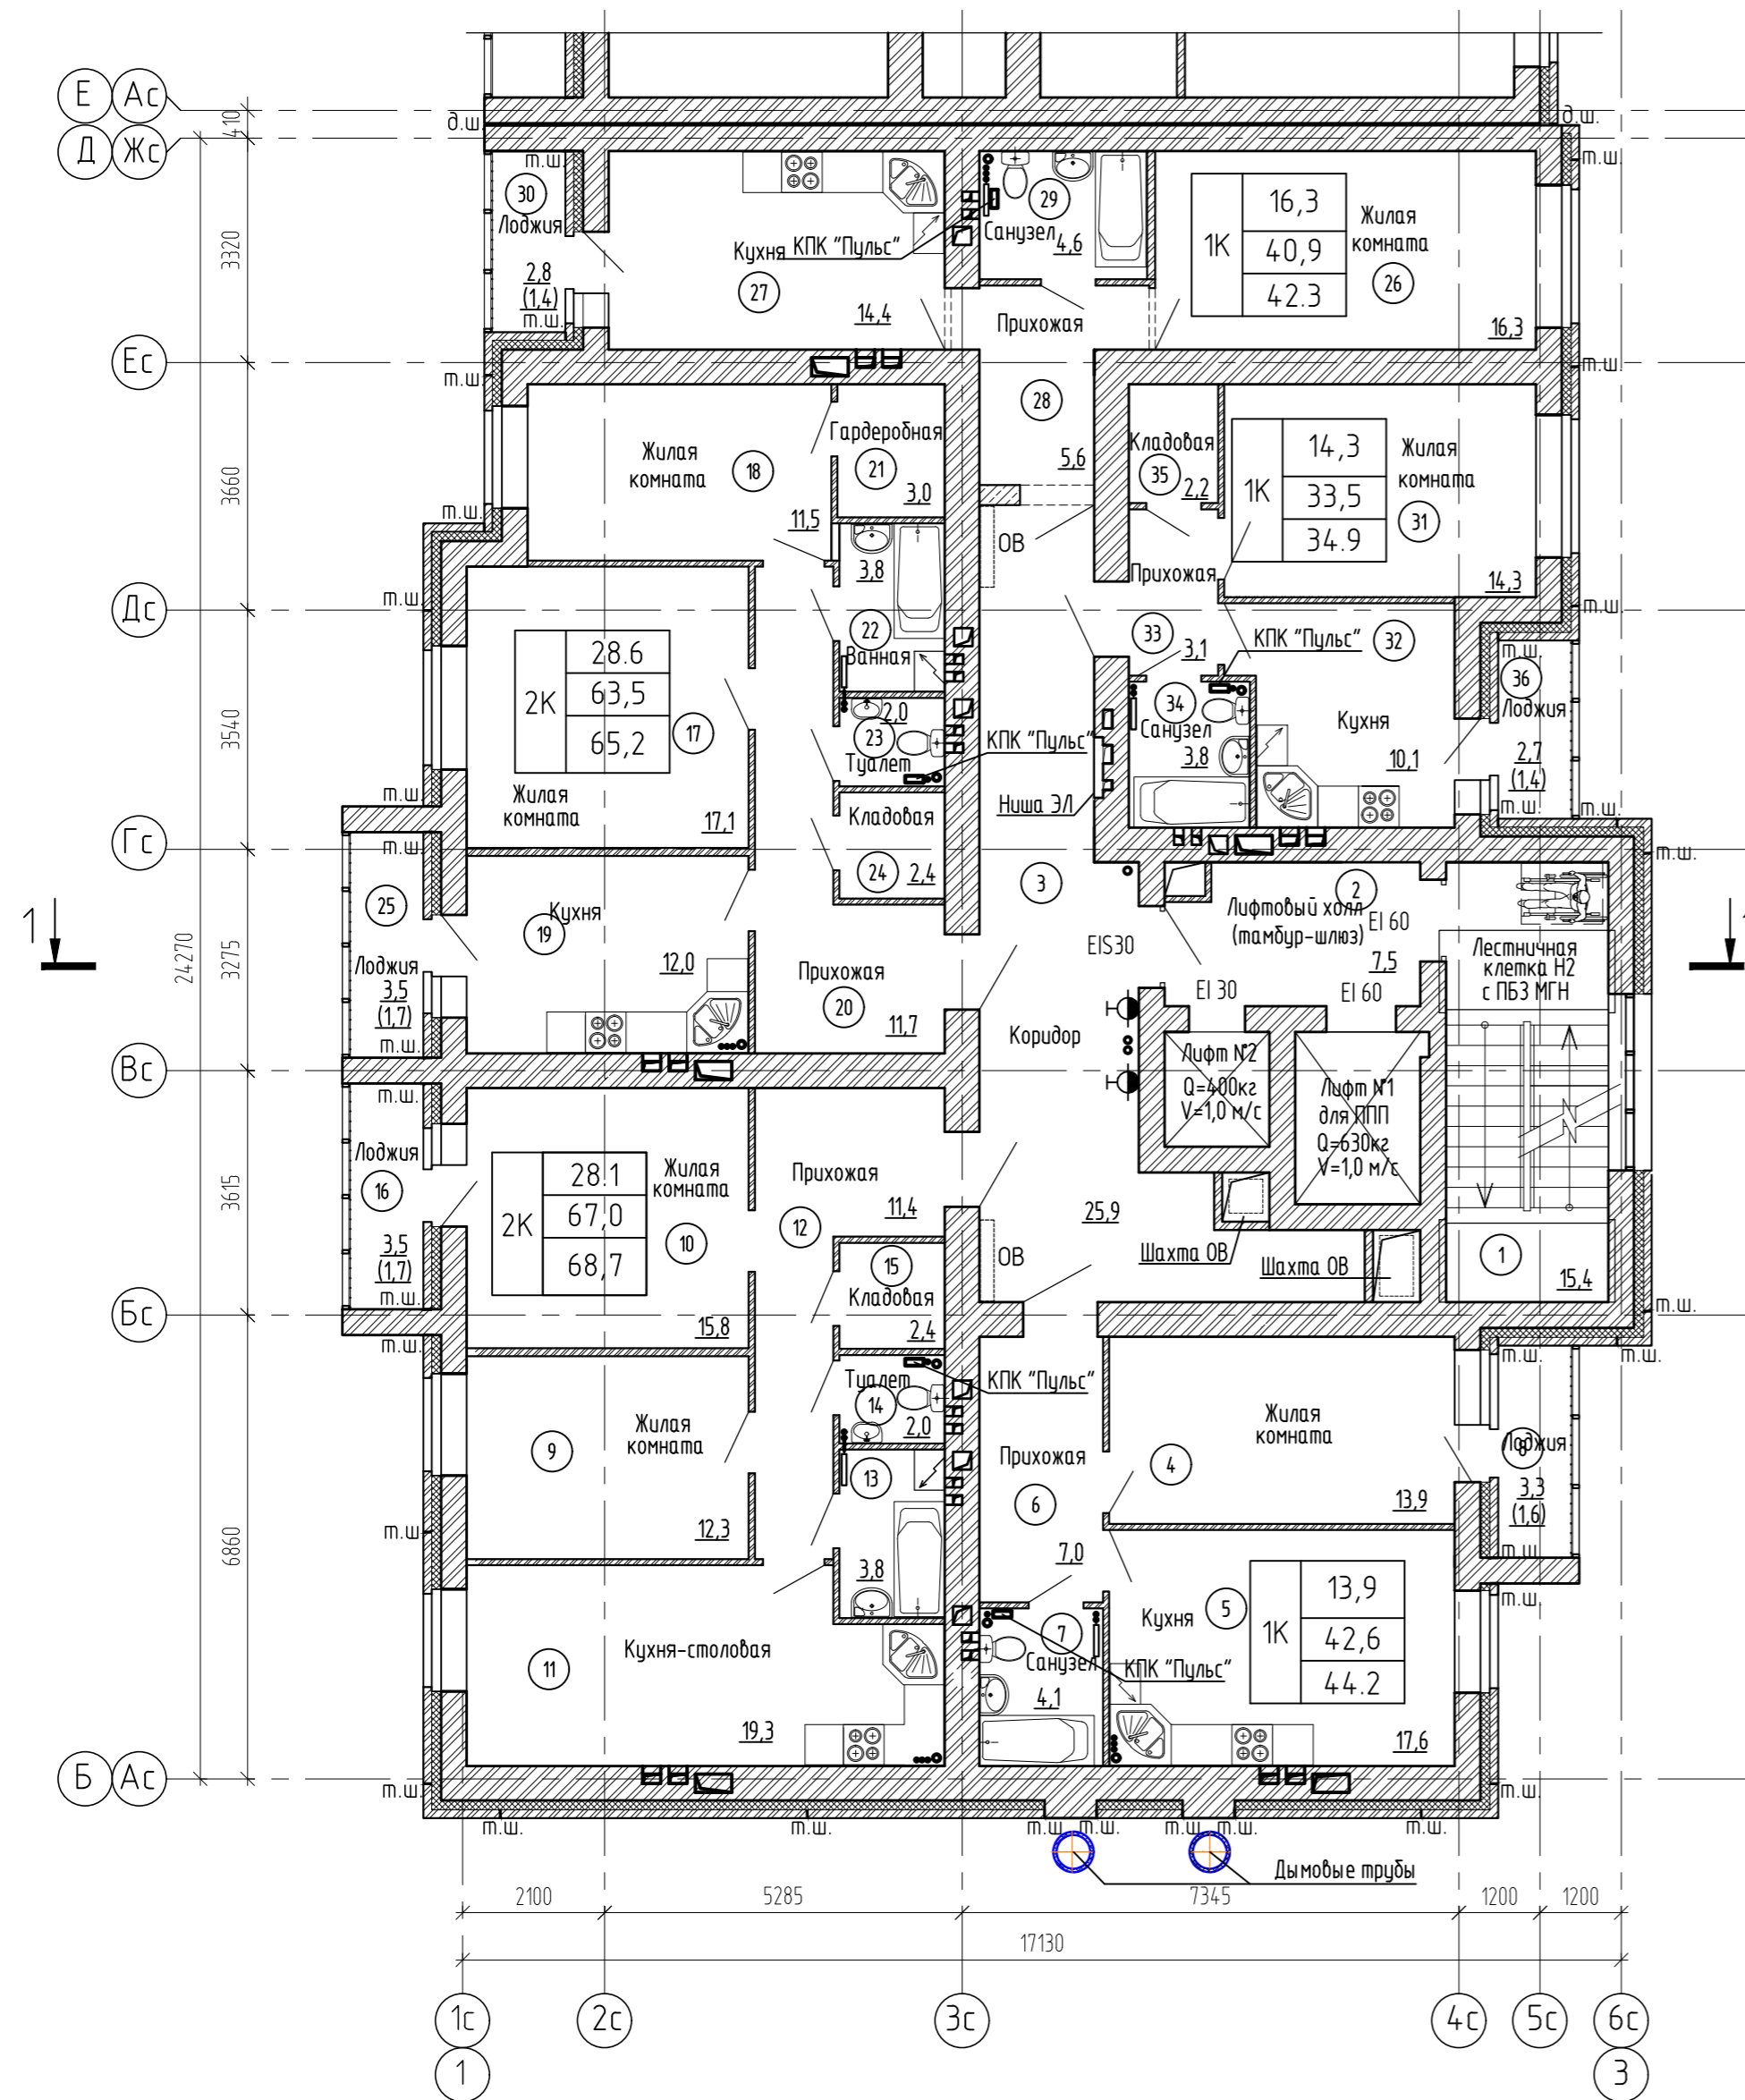 Е Ас
д.ш.
д.ш.
410
Д Жс
т.ш.
т.ш.
30
Лоджия
2,8
(1,4)
т.ш.
3320
Кухня
КПК "Пульс"
27
14,4
29
Санузел
4,6
Прихожая
1К
16,3
40,9
42.3
Жилая
комната
26
16,3
Ес
т.ш.
т.ш.
28
5,6
3660
Жилая
комната
18
11,5
Гардеробная
21
3,0
Кладовая
35
2,2
1К
14,3
33,5
34.9
Жилая
комната
31
14,3
т.ш.
ОВ
3,8
Прихожая
Дс
т.ш.
т.ш.
22
Ванная
33
3,1
КПК "Пульс"
32
т.ш.
36
Лоджия
2,7
(1,4)
т.ш.
т.ш.
2К
28.6
63,5
65,2
17
Жилая
комната
17,1
3540
2,0
23
Туалет
КПК "Пульс"
34
Санузел
3,8
Кухня
10,1
т.ш.
Ниша ЭЛ
Кладовая
24
2,4
Гс
т.ш.
т.ш.
3
2
Лифтовый холл
(тамбур-шлюз)
EI 60
7,5
EI 60
EIS30
EI 30
Лестничная
клетка Н2
с ПБЗ МГН
1
1
24270
3275
25
Лоджия
3,5
(1,7)
т.ш.
Кухня
19
12,0
Прихожая
20
11,7
Коридор
Лифт №2
Q=400кг
V=1,0 м/с
Лифт №1
для ППП
Q=630кг
V=1,0 м/с
Вс
т.ш.
Лоджия
16
3,5
(1,7)
т.ш.
3615
2К
28.1
67,0
68,7
Жилая
комната
10
15,8
Прихожая
12
11,4
25,9
Шахта ОВ
Шахта ОВ
1
15,4
ОВ
15
Кладовая
2,4
Бс
т.ш.
т.ш.
т.ш.
т.ш.
Туалет
14
2,0
КПК "Пульс"
Жилая
комната
9
12,3
13
3,8
т.ш
6860
Прихожая
6
7,0
Жилая
комната
4
13,9
Лоджия
8
3,3
(1,6)
т.ш
т.ш.
Кухня
5
1К
13,9
42,6
44.2
17,6
7
Санузел
4,1
КПК "Пульс"
Кухня-столовая
11
19,3
Б Ас
т.ш.
т.ш.
т.ш.
т.ш.
т.ш
т.ш.
т.ш
т.ш.
т.ш.
Дымовые трубы
2100
5285
7345
1200
1200
17130
1с
2с
3с
4с
5с
6с
1
3